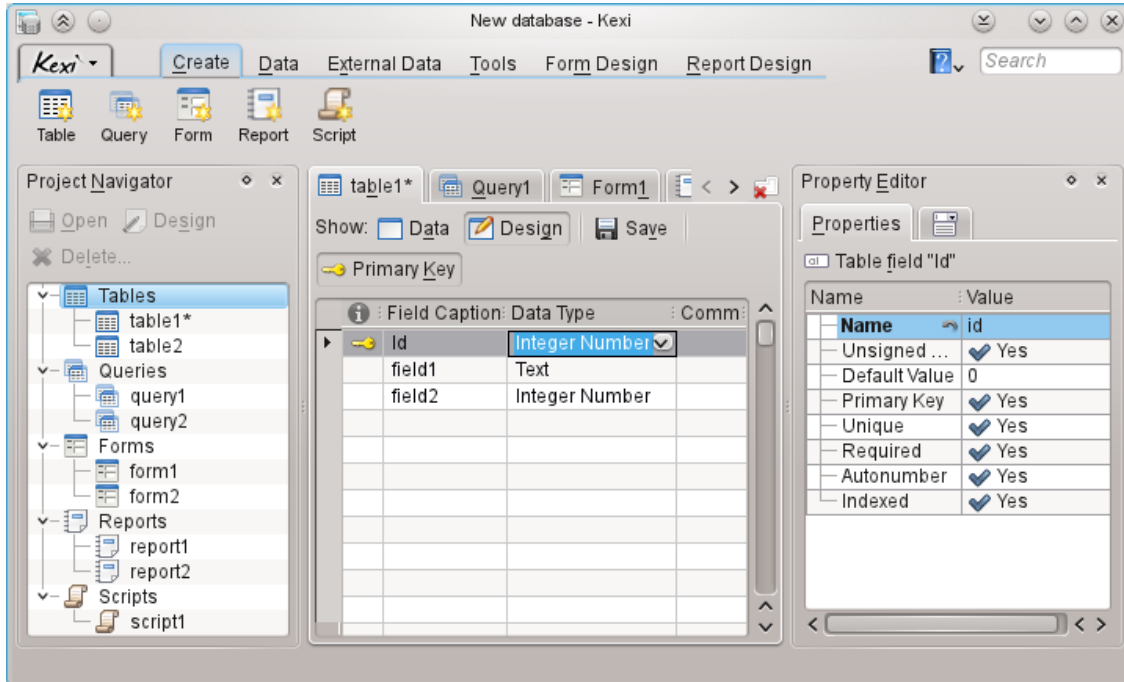 New database - Kexi
Kexi Create Data External Data Tools Form Design Report Design Search
Table Query Form Report Script
Project Navigator
Open Design
Delete...
Tables
table1*
table2
Queries
query1
query2
Forms
form1
form2
Reports
report1
report2
Scripts
script1
table1* Query1 Form1
Show: Data Design Save
Primary Key
Field Caption Data Type Comm
Id Integer Number
field1 Text
field2 Integer Number
Property Editor
Properties
Table field "Id"
Name Value
Name id
Unsigned ... Yes
Default Value 0
Primary Key Yes
Unique Yes
Required Yes
Autonumber Yes
Indexed Yes